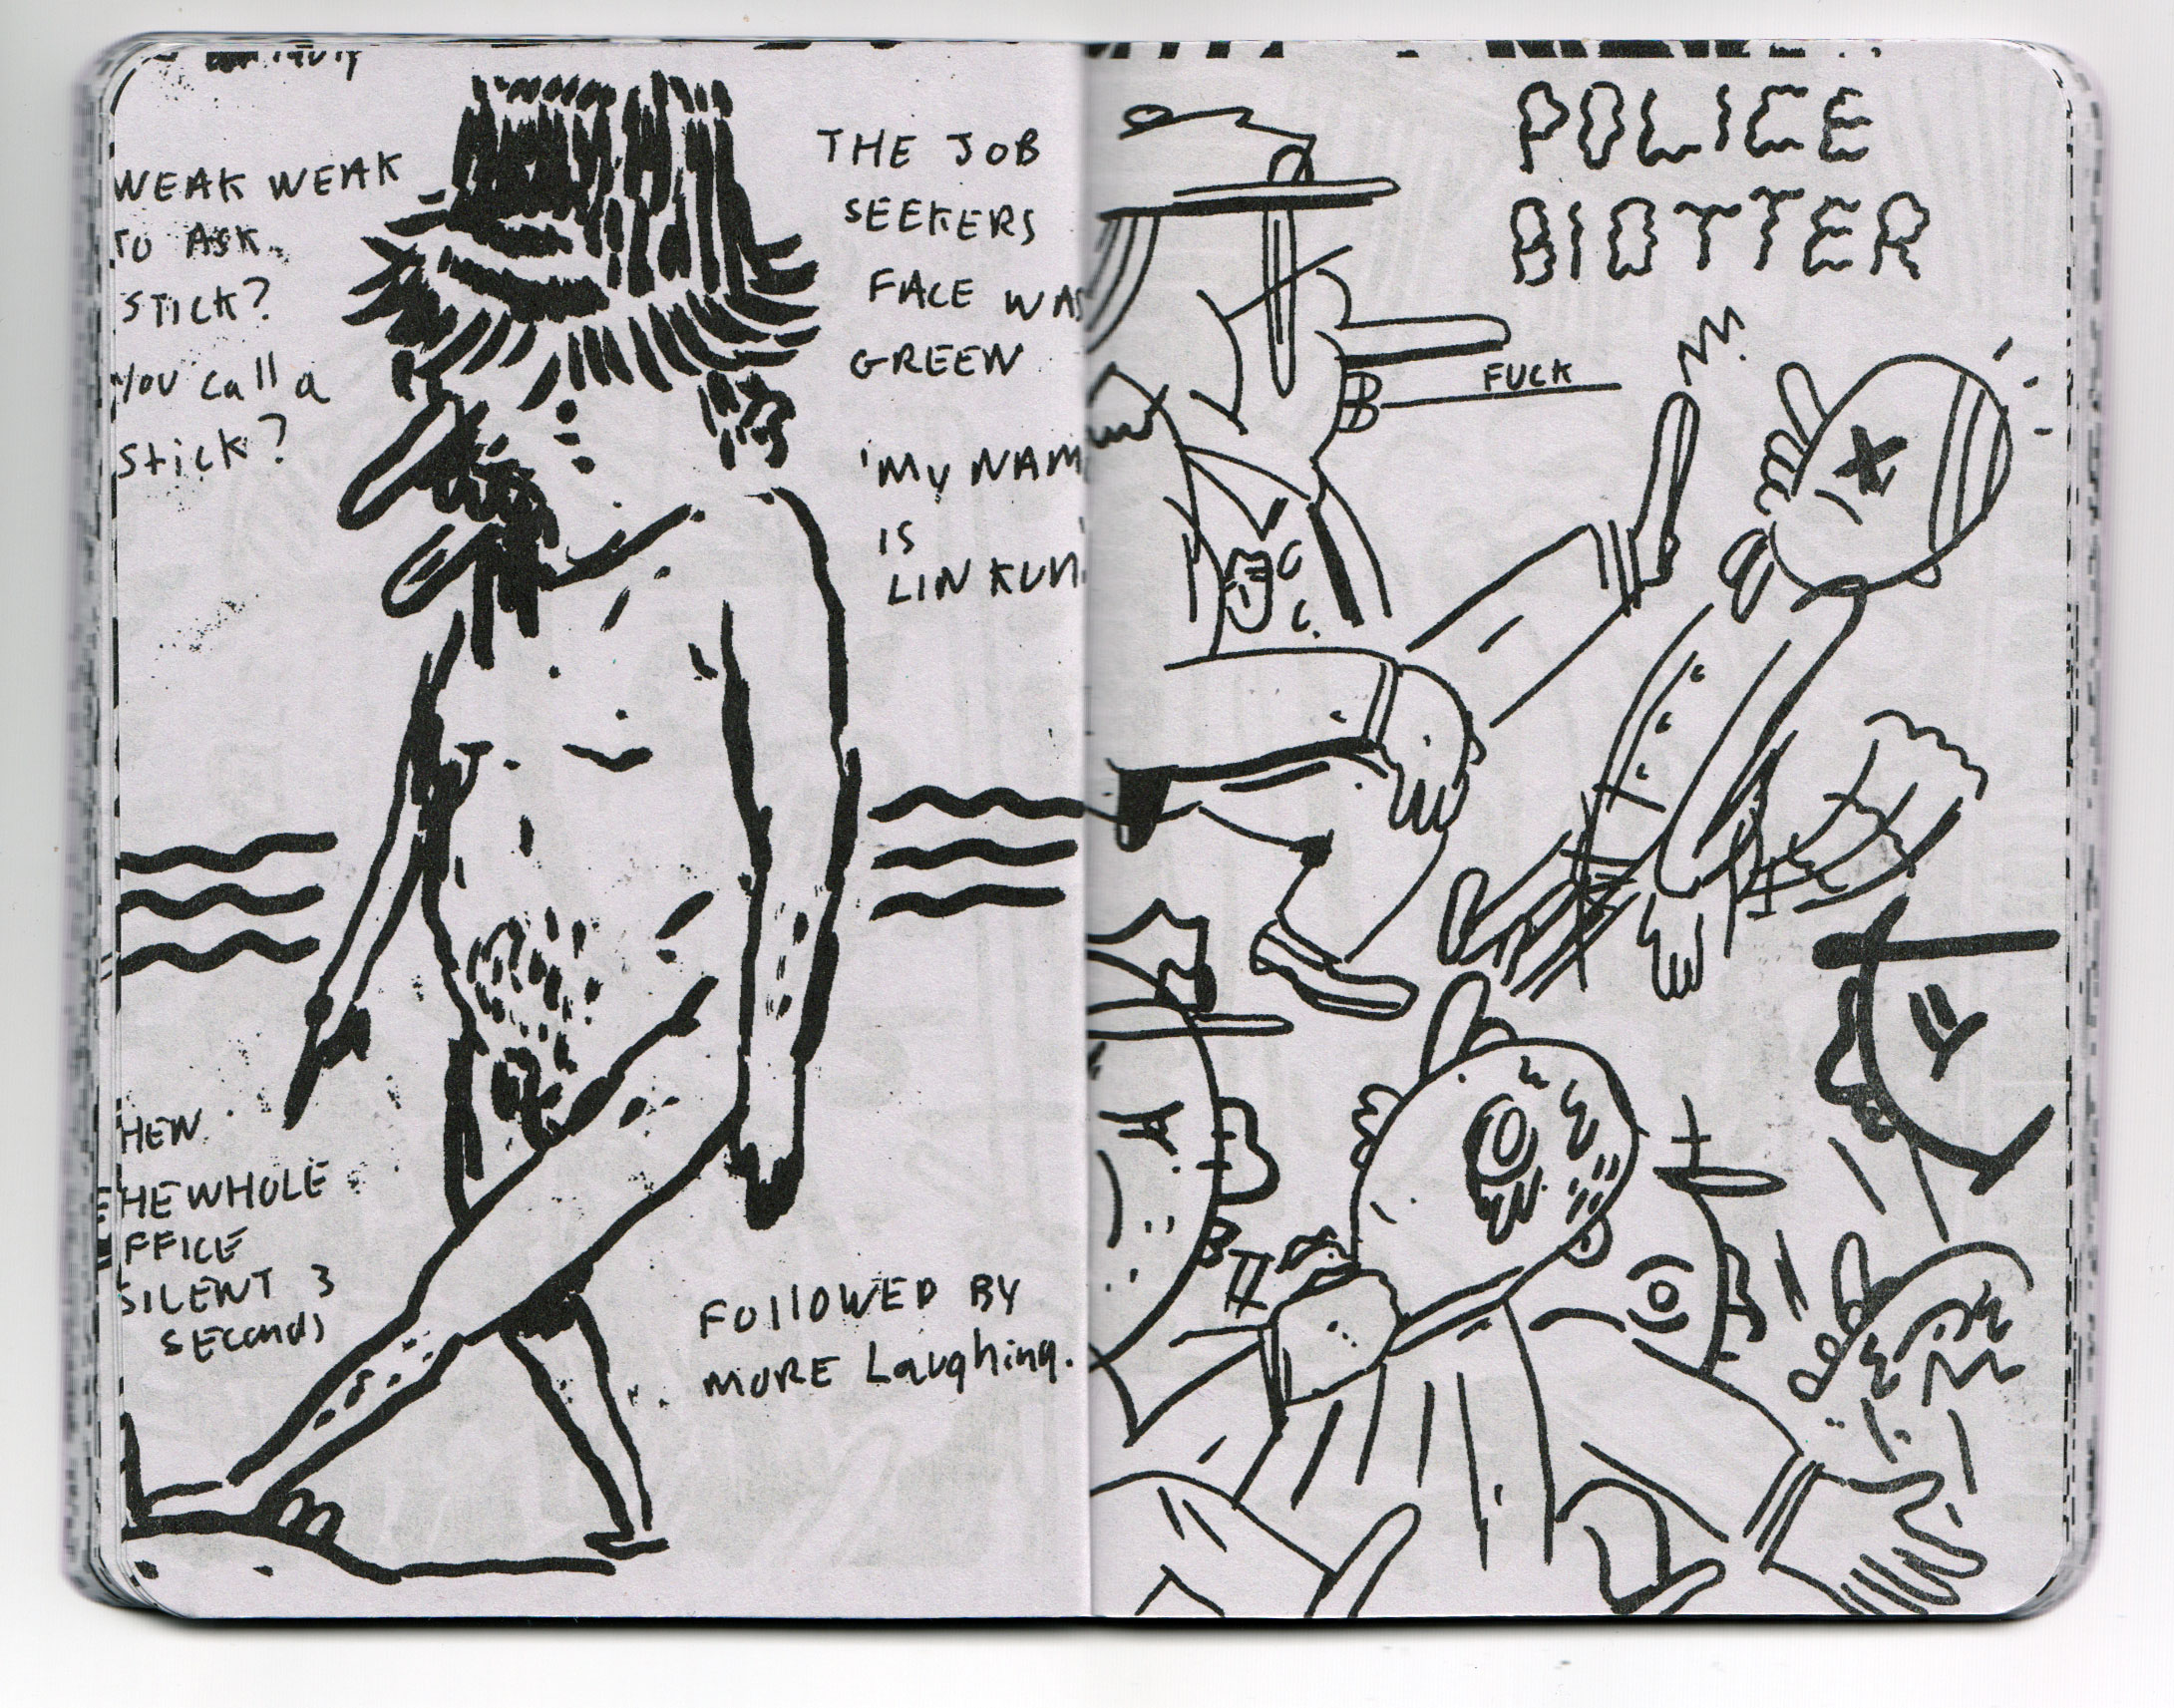 WEAK WEAK
TO ASK
STICK?
You call a
Stick?
THE JOB
SEEKERS
FACE WAS
GREEN
'My NAM
IS
LIN KUN
HEN
HE WHOLE
FFICE
SILENT 3
SEConds
FOllOWED BY
MORE Laughing.
POLICE
BIOTTER
FUCK